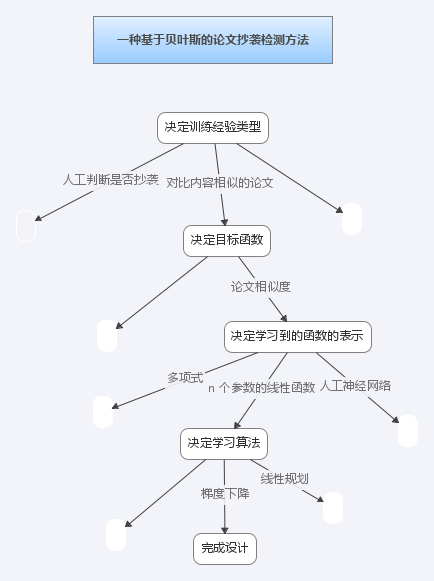 一种基于贝叶斯的论文抄袭检测方法
决定训练经验类型
人工判断是否抄袭
对比内容相似的论文
决定目标函数
论文相似度
决定学习到的函数的表示
多项式
n 个参数的线性函数
人工神经网络
决定学习算法
梯度下降
线性规划
完成设计